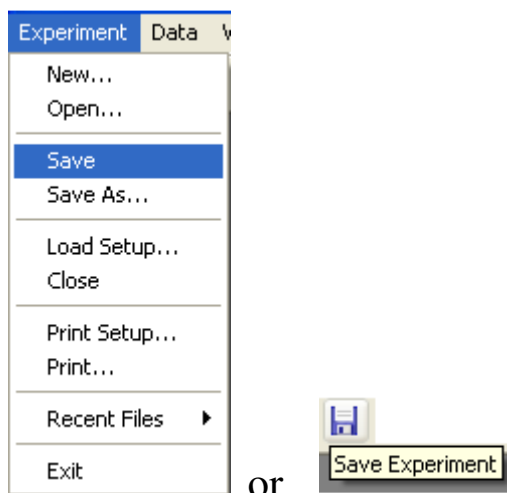 Experiment Data
New...
Open...
Save
Save As...
Load Setup...
Close
Print Setup...
Print...
Recent Files
Exit
or
Save Experiment